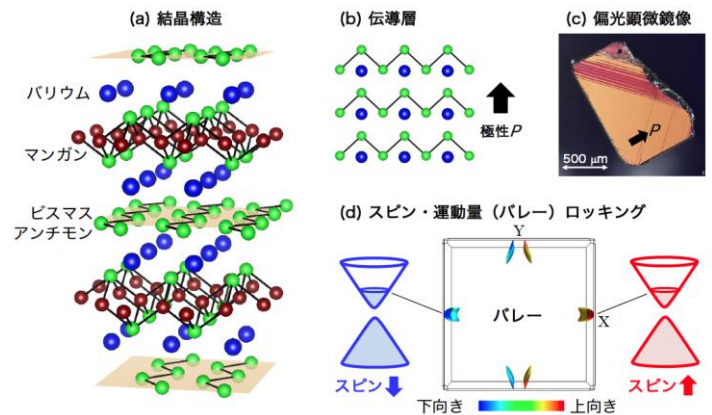 (a) 結晶構造
バリウム
マンガン
ビスマス
アンチモン
(b) 伝導層
極性P
(c) 偏光顕微鏡像
P
500 μm
(d) スピン・運動量（バレー）ロッキング
Y
バレー
X
スピン
スピン
下向き
上向き